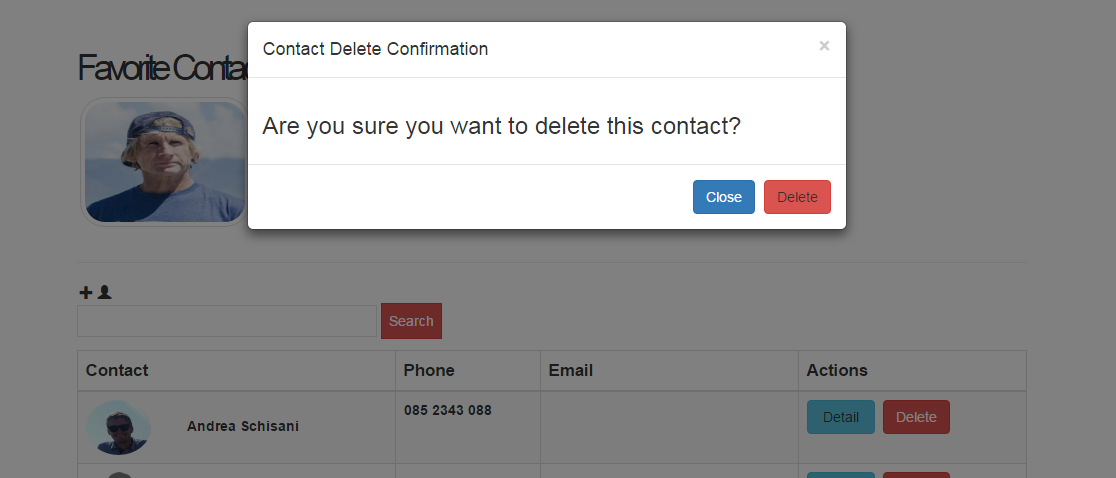 Contact Delete Confirmation ×
Favorite Contac
Are you sure you want to delete this contact?
Close Delete
Search
Contact Phone Email Actions
Andrea Schisani 085 2343 088 Detail Delete